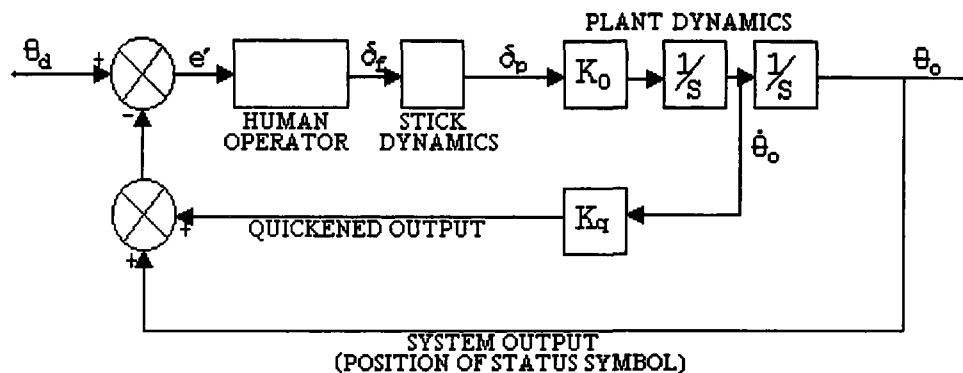 PLANT DYNAMICS
θd + e' δf δp K0 1/S 1/S θo
-
HUMAN
OPERATOR
STICK
DYNAMICS
θ̇o
Kq
QUICKENED OUTPUT
+
+
SYSTEM OUTPUT
(POSITION OF STATUS SYMBOL)